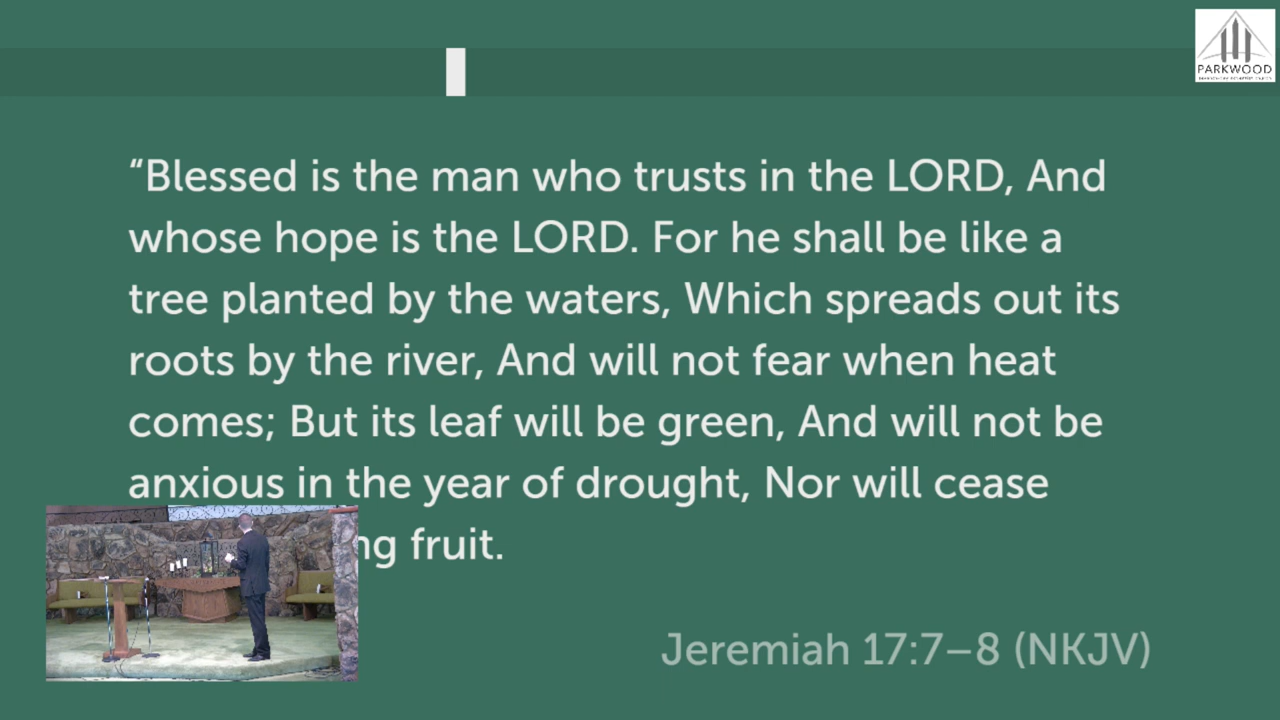 PARKWOOD
“Blessed is the man who trusts in the LORD, And
whose hope is the LORD. For he shall be like a
tree planted by the waters, Which spreads out its
roots by the river, And will not fear when heat
comes; But its leaf will be green, And will not be
anxious in the year of drought, Nor will cease
ng fruit.
Jeremiah 17:7–8 (NKJV)